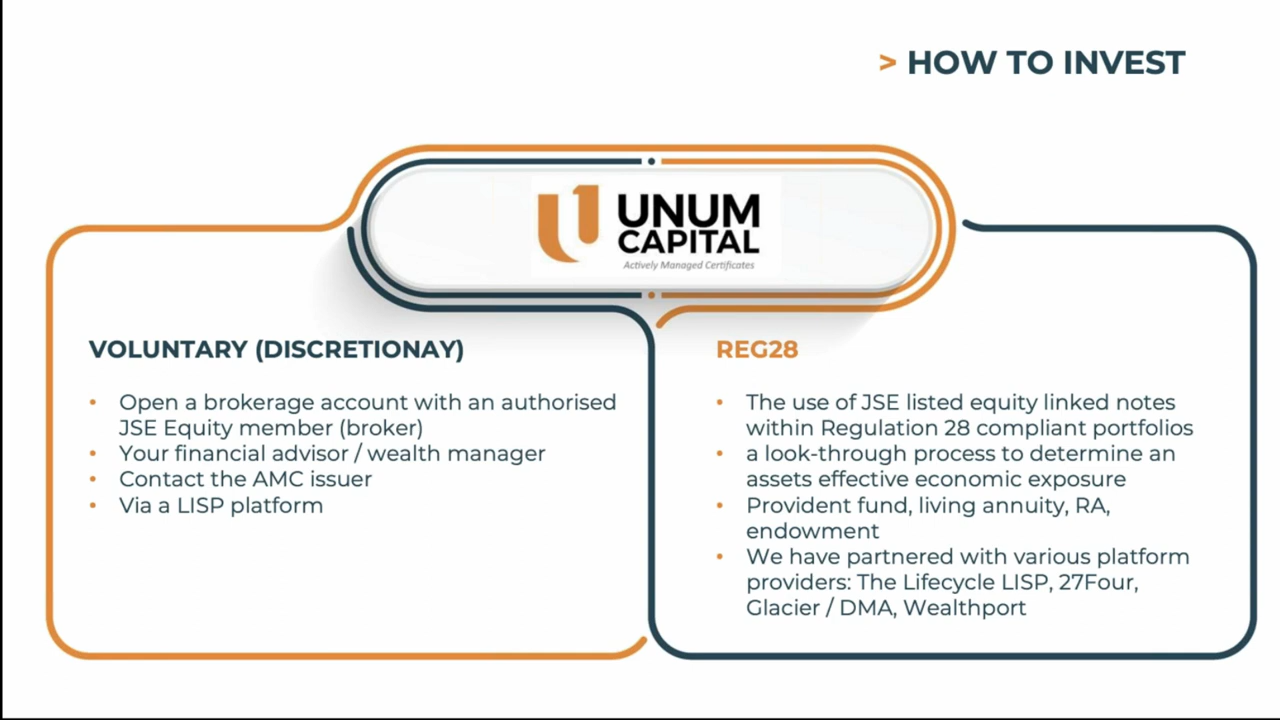 > HOW TO INVEST
UNUM
CAPITAL
Actively Managed Certificates
VOLUNTARY (DISCRETIONAY)
• Open a brokerage account with an authorised
JSE Equity member (broker)
• Your financial advisor / wealth manager
• Contact the AMC issuer
• Via a LISP platform
REG28
• The use of JSE listed equity linked notes
within Regulation 28 compliant portfolios
• a look-through process to determine an
assets effective economic exposure
• Provident fund, living annuity, RA,
endowment
• We have partnered with various platform
providers: The Lifecycle LISP, 27Four,
Glacier / DMA, Wealthport